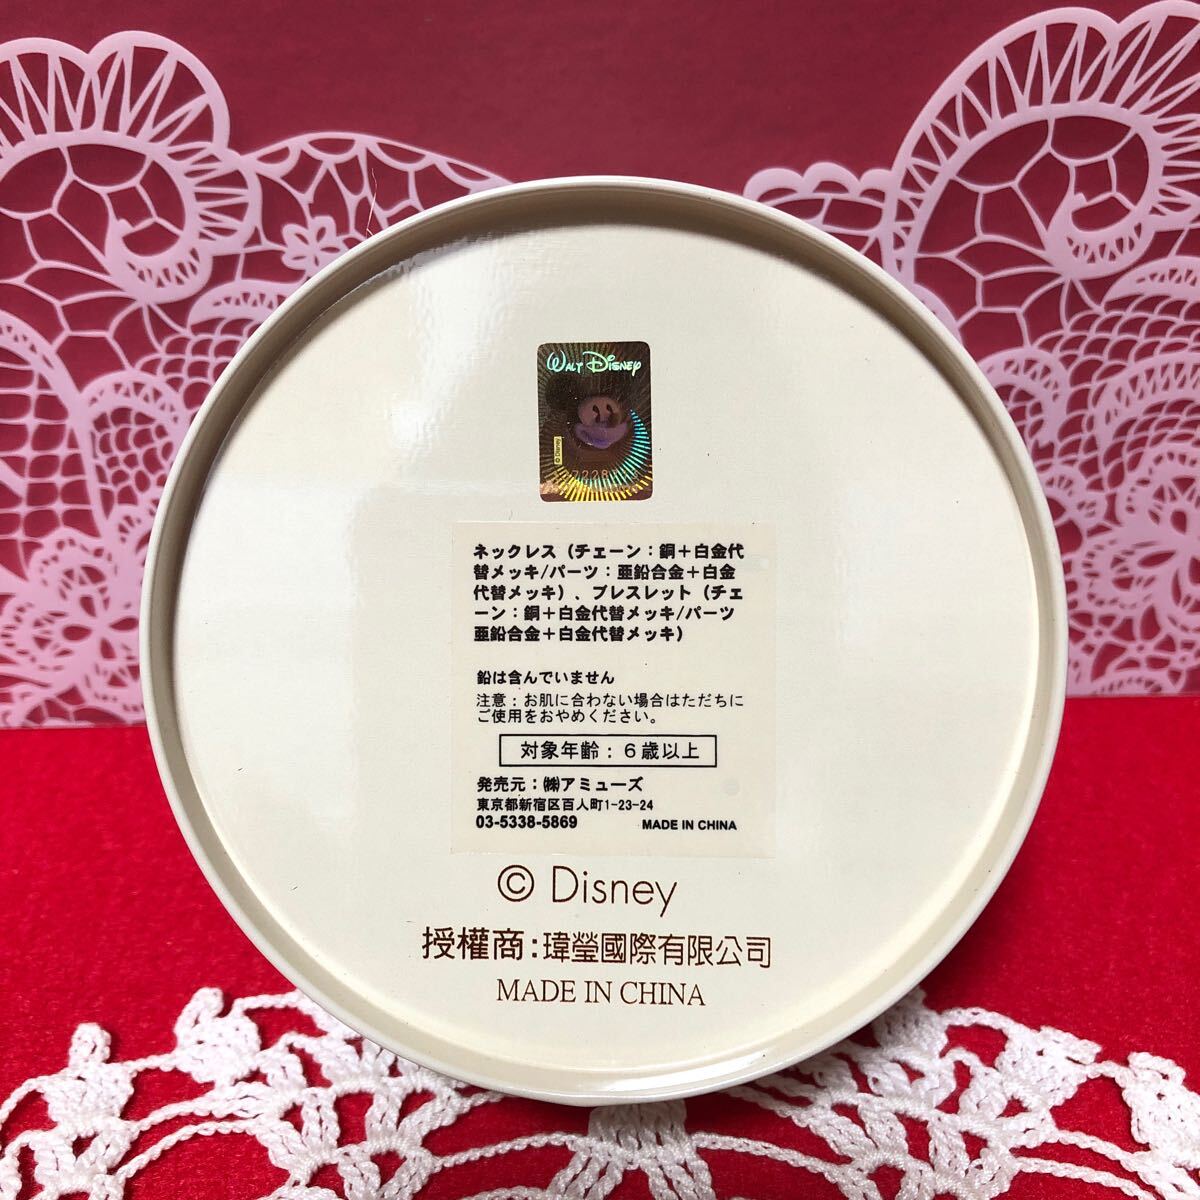 WALT DISNEY
© Disney
ネックレス（チェーン：銅＋白金代
替メッキ/パーツ：亜鉛合金＋白金
代替メッキ）、ブレスレット（チェ
ーン：銅＋白金代替メッキ/パーツ
亜鉛合金＋白金代替メッキ）
鉛は含んでいません
注意：お肌に合わない場合はただちに
ご使用をおやめください。
対象年齢：６歳以上
発売元：㈱アミューズ
東京都新宿区百人町1-23-24
03-5338-5869 MADE IN CHINA
© Disney
授權商:瑋瑩國際有限公司
MADE IN CHINA